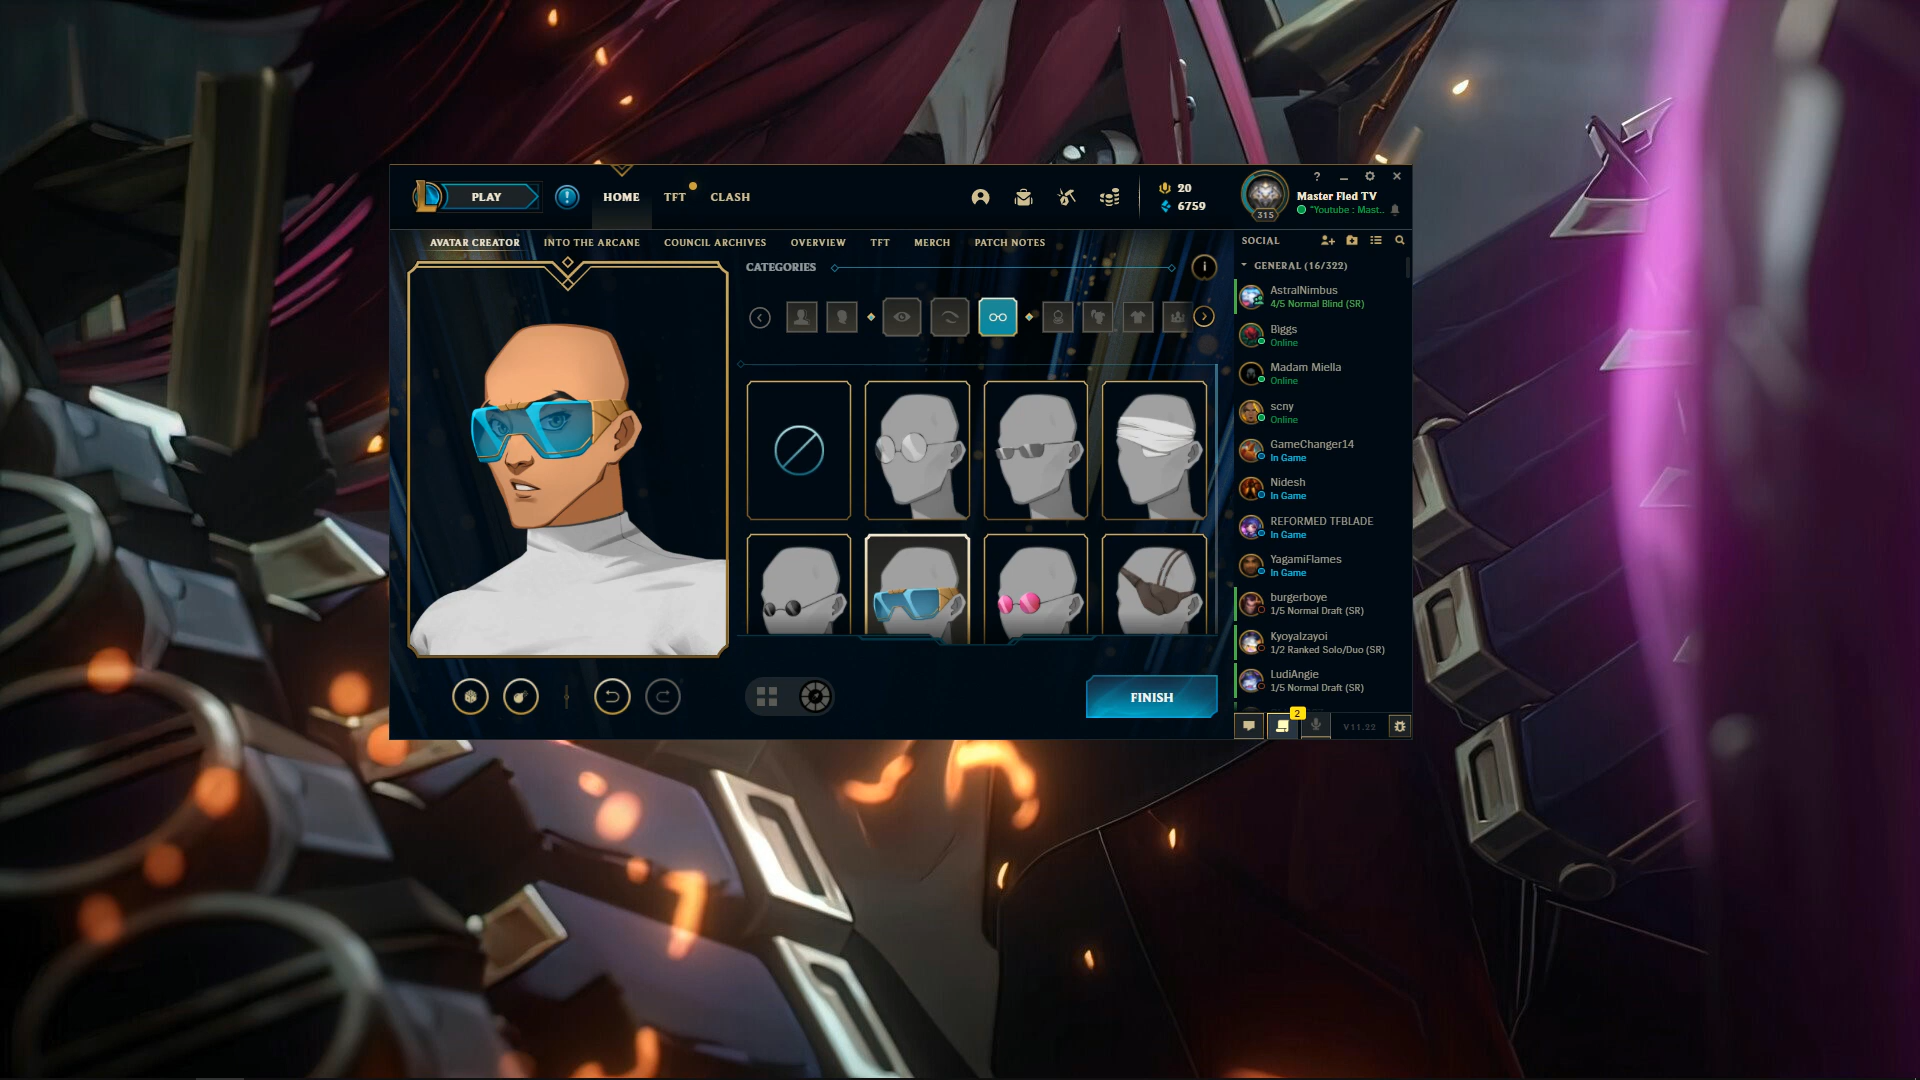 PLAY
HOME
TFT
CLASH
20
6759
315
Master Fled TV
"Youtube : Mast..
AVATAR CREATOR
INTO THE ARCANE
COUNCIL ARCHIVES
OVERVIEW
TFT
MERCH
PATCH NOTES
SOCIAL
CATEGORIES
GENERAL (16/322)
AstralNimbus
4/5 Normal Blind (SR)
Biggs
Online
Madam Miella
Online
scny
Online
GameChanger14
In Game
Nidesh
In Game
REFORMED TFBLADE
In Game
YagamiFlames
In Game
burgerboye
1/5 Normal Draft (SR)
KyoyaIzayoi
1/2 Ranked Solo/Duo (SR)
LudiAngie
1/5 Normal Draft (SR)
FINISH
2
V11.22